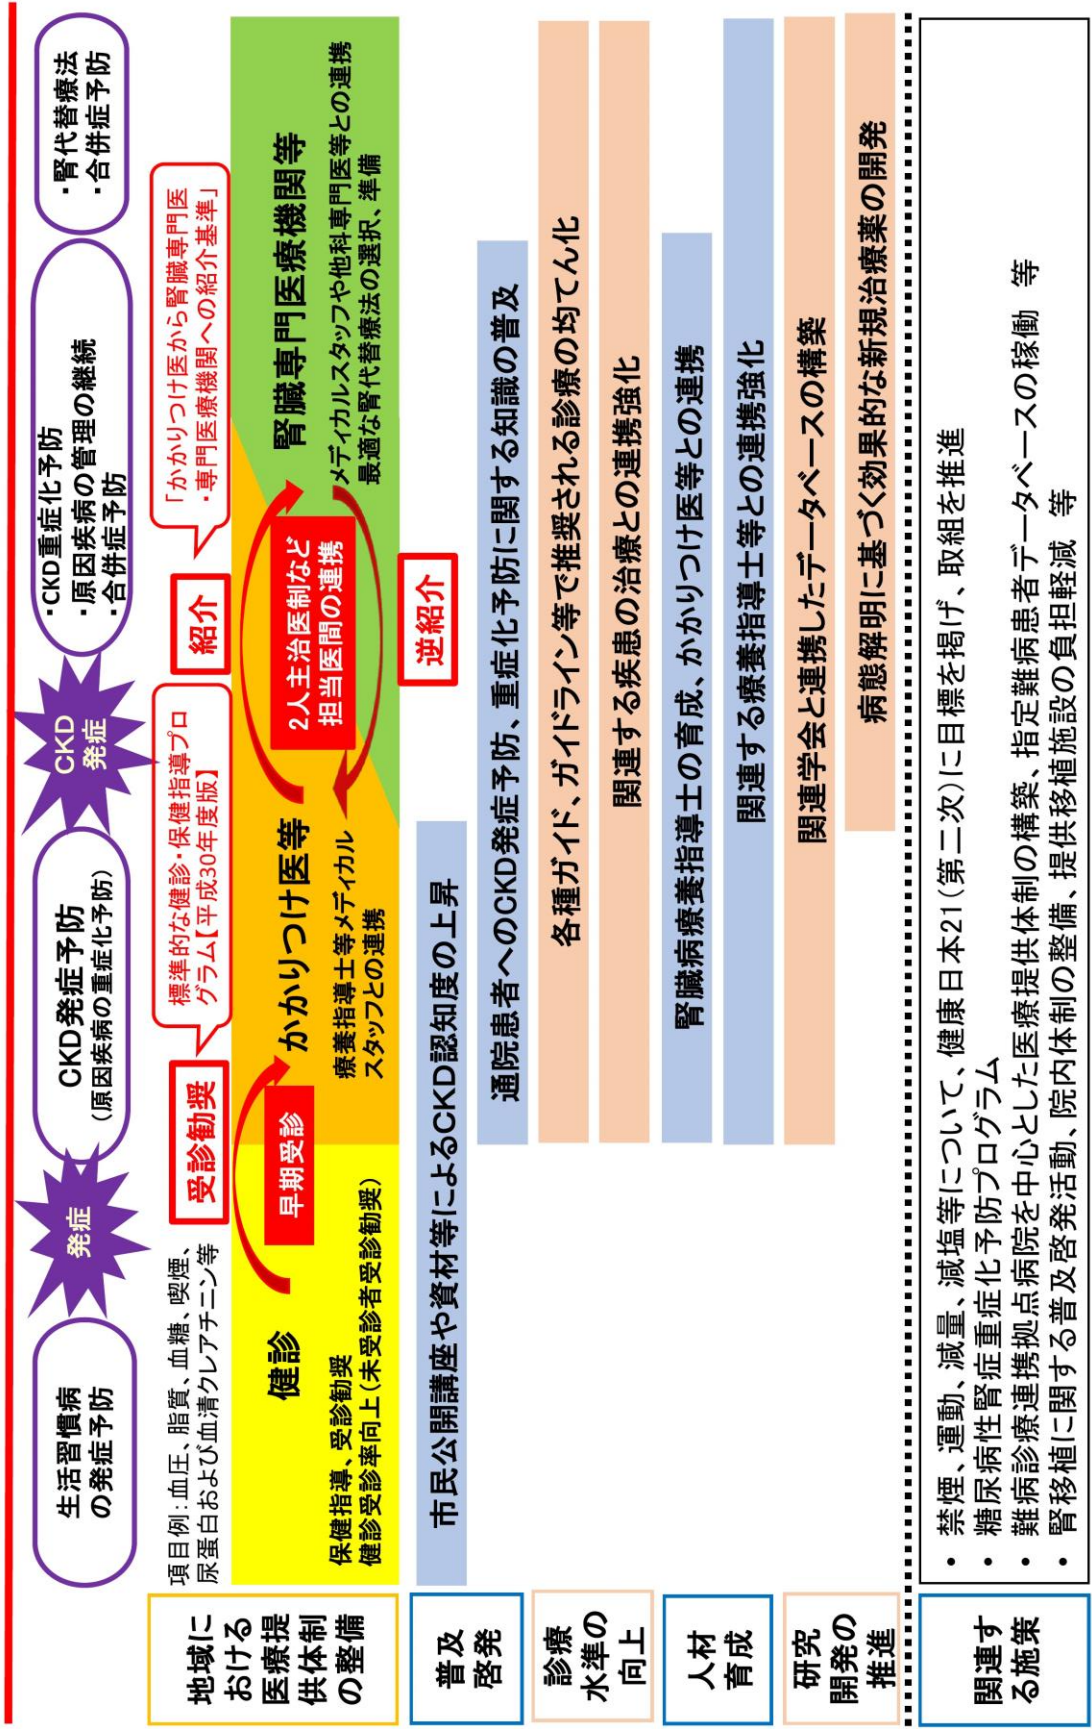 生活習慣病
の発症予防
発症
CKD発症予防
（原因疾病の重症化予防）
CKD
発症
・CKD重症化予防
・原因疾病の管理の継続
・合併症予防
・腎代替療法
・合併症予防
地域に
おける
医療提
供体制
の整備
項目例：血圧、脂質、血糖、喫煙、
尿蛋白および血清クレアチニン等
受診勧奨
標準的な健診・保健指導プロ
グラム【平成30年度版】
紹介
「かかりつけ医から腎臓専門医
・専門医療機関への紹介基準」
健診
早期受診
かかりつけ医等
2人主治医制など
担当医間の連携
腎臓専門医療機関等
保健指導、受診勧奨
健診受診率向上（未受診者受診勧奨）
療養指導士等メディカル
スタッフとの連携
メディカルスタッフや他科専門医等との連携
最適な腎代替療法の選択、準備
逆紹介
普及
啓発
市民公開講座や資材等によるCKD認知度の上昇
通院患者へのCKD発症予防、重症化予防に関する知識の普及
診療
水準の
向上
各種ガイド、ガイドライン等で推奨される診療の均てん化
関連する疾患の治療との連携強化
人材
育成
腎臓病療養指導士の育成、かかりつけ医等との連携
関連する療養指導士等との連携強化
研究
開発の
推進
関連学会と連携したデータベースの構築
病態解明に基づく効果的な新規治療薬の開発
関連す
る施策
• 禁煙、運動、減量、減塩等について、健康日本21（第二次）に目標を掲げ、取組を推進
• 糖尿病性腎症重症化予防プログラム
• 難病診療連携拠点病院を中心とした医療提供体制の構築、指定難病患者データベースの稼働　等
• 腎移植に関する普及啓発活動、院内体制の整備、提供移植施設の負担軽減　等